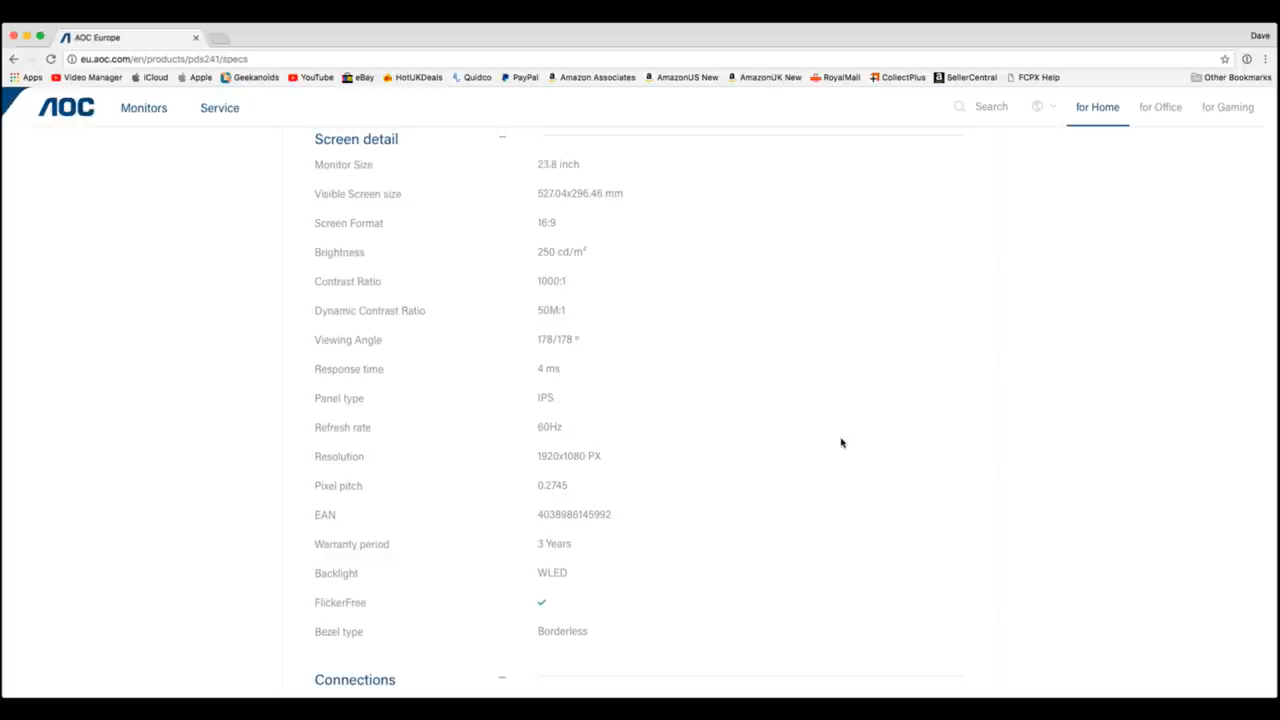 AOC Europe
Dave
eu.aoc.com/en/products/pds241/specs
Apps Video Manager iCloud Apple Geekanoids YouTube eBay HotUKDeals Quidco PayPal Amazon Associates AmazonUS New AmazonUK New RoyalMail CollectPlus SellerCentral FCPX Help Other Bookmarks
AOC Monitors Service Search for Home for Office for Gaming
Screen detail
Monitor Size 23.8 inch
Visible Screen size 527.04x296.46 mm
Screen Format 16:9
Brightness 250 cd/m²
Contrast Ratio 1000:1
Dynamic Contrast Ratio 50M:1
Viewing Angle 178/178 º
Response time 4 ms
Panel type IPS
Refresh rate 60Hz
Resolution 1920x1080 PX
Pixel pitch 0.2745
EAN 4038986145992
Warranty period 3 Years
Backlight WLED
FlickerFree
Bezel type Borderless
Connections